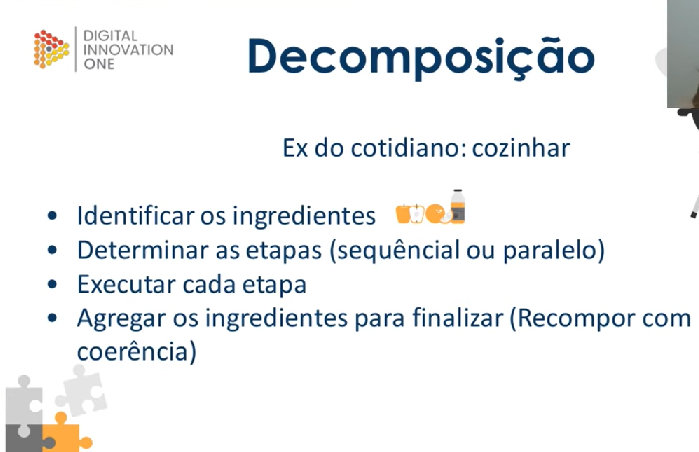 DIGITAL
INNOVATION
ONE
Decomposição
Ex do cotidiano: cozinhar
• Identificar os ingredientes
• Determinar as etapas (sequêncial ou paralelo)
• Executar cada etapa
• Agregar os ingredientes para finalizar (Recompor com
coerência)